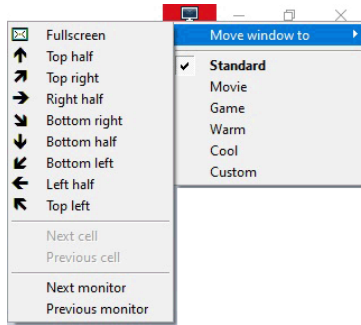 Move window to
Standard
Movie
Game
Warm
Cool
Custom
Fullscreen
Top half
Top right
Right half
Bottom right
Bottom half
Bottom left
Left half
Top left
Next cell
Previous cell
Next monitor
Previous monitor